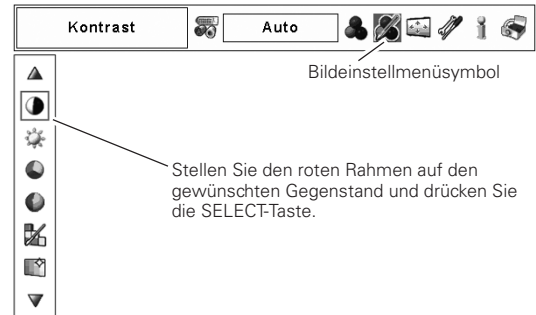 Kontrast
Auto
Bildeinstellmenüsymbol
Stellen Sie den roten Rahmen auf den
gewünschten Gegenstand und drücken Sie
die SELECT-Taste.